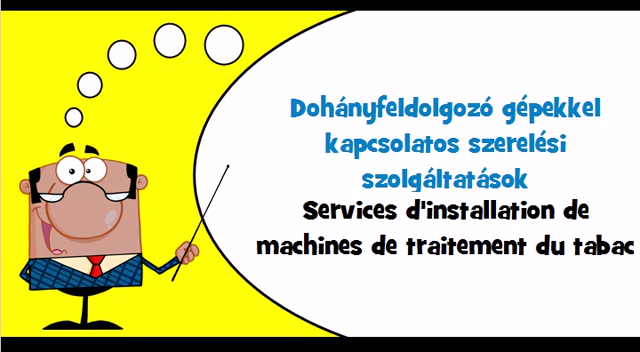 Dohányfeldolgozó gépekkel
kapcsolatos szerelési
szolgáltatások
Services d'installation de
machines de traitement du tabac